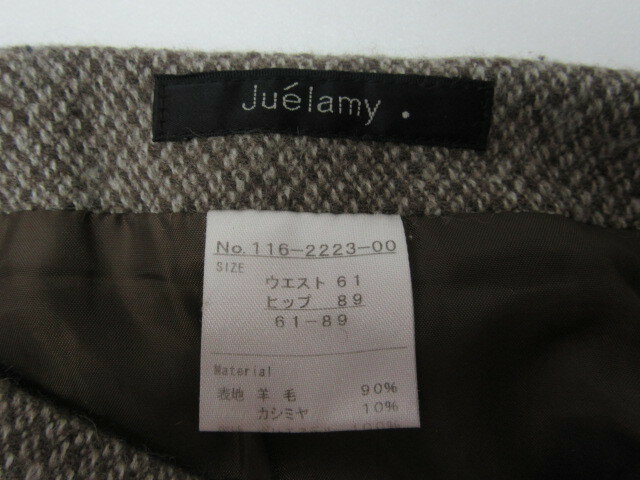 Juélamy .
No.116-2223-00
SIZE
ウエスト 61
ヒップ 89
61-89
Material
表地 羊毛 90%
カシミヤ 10%